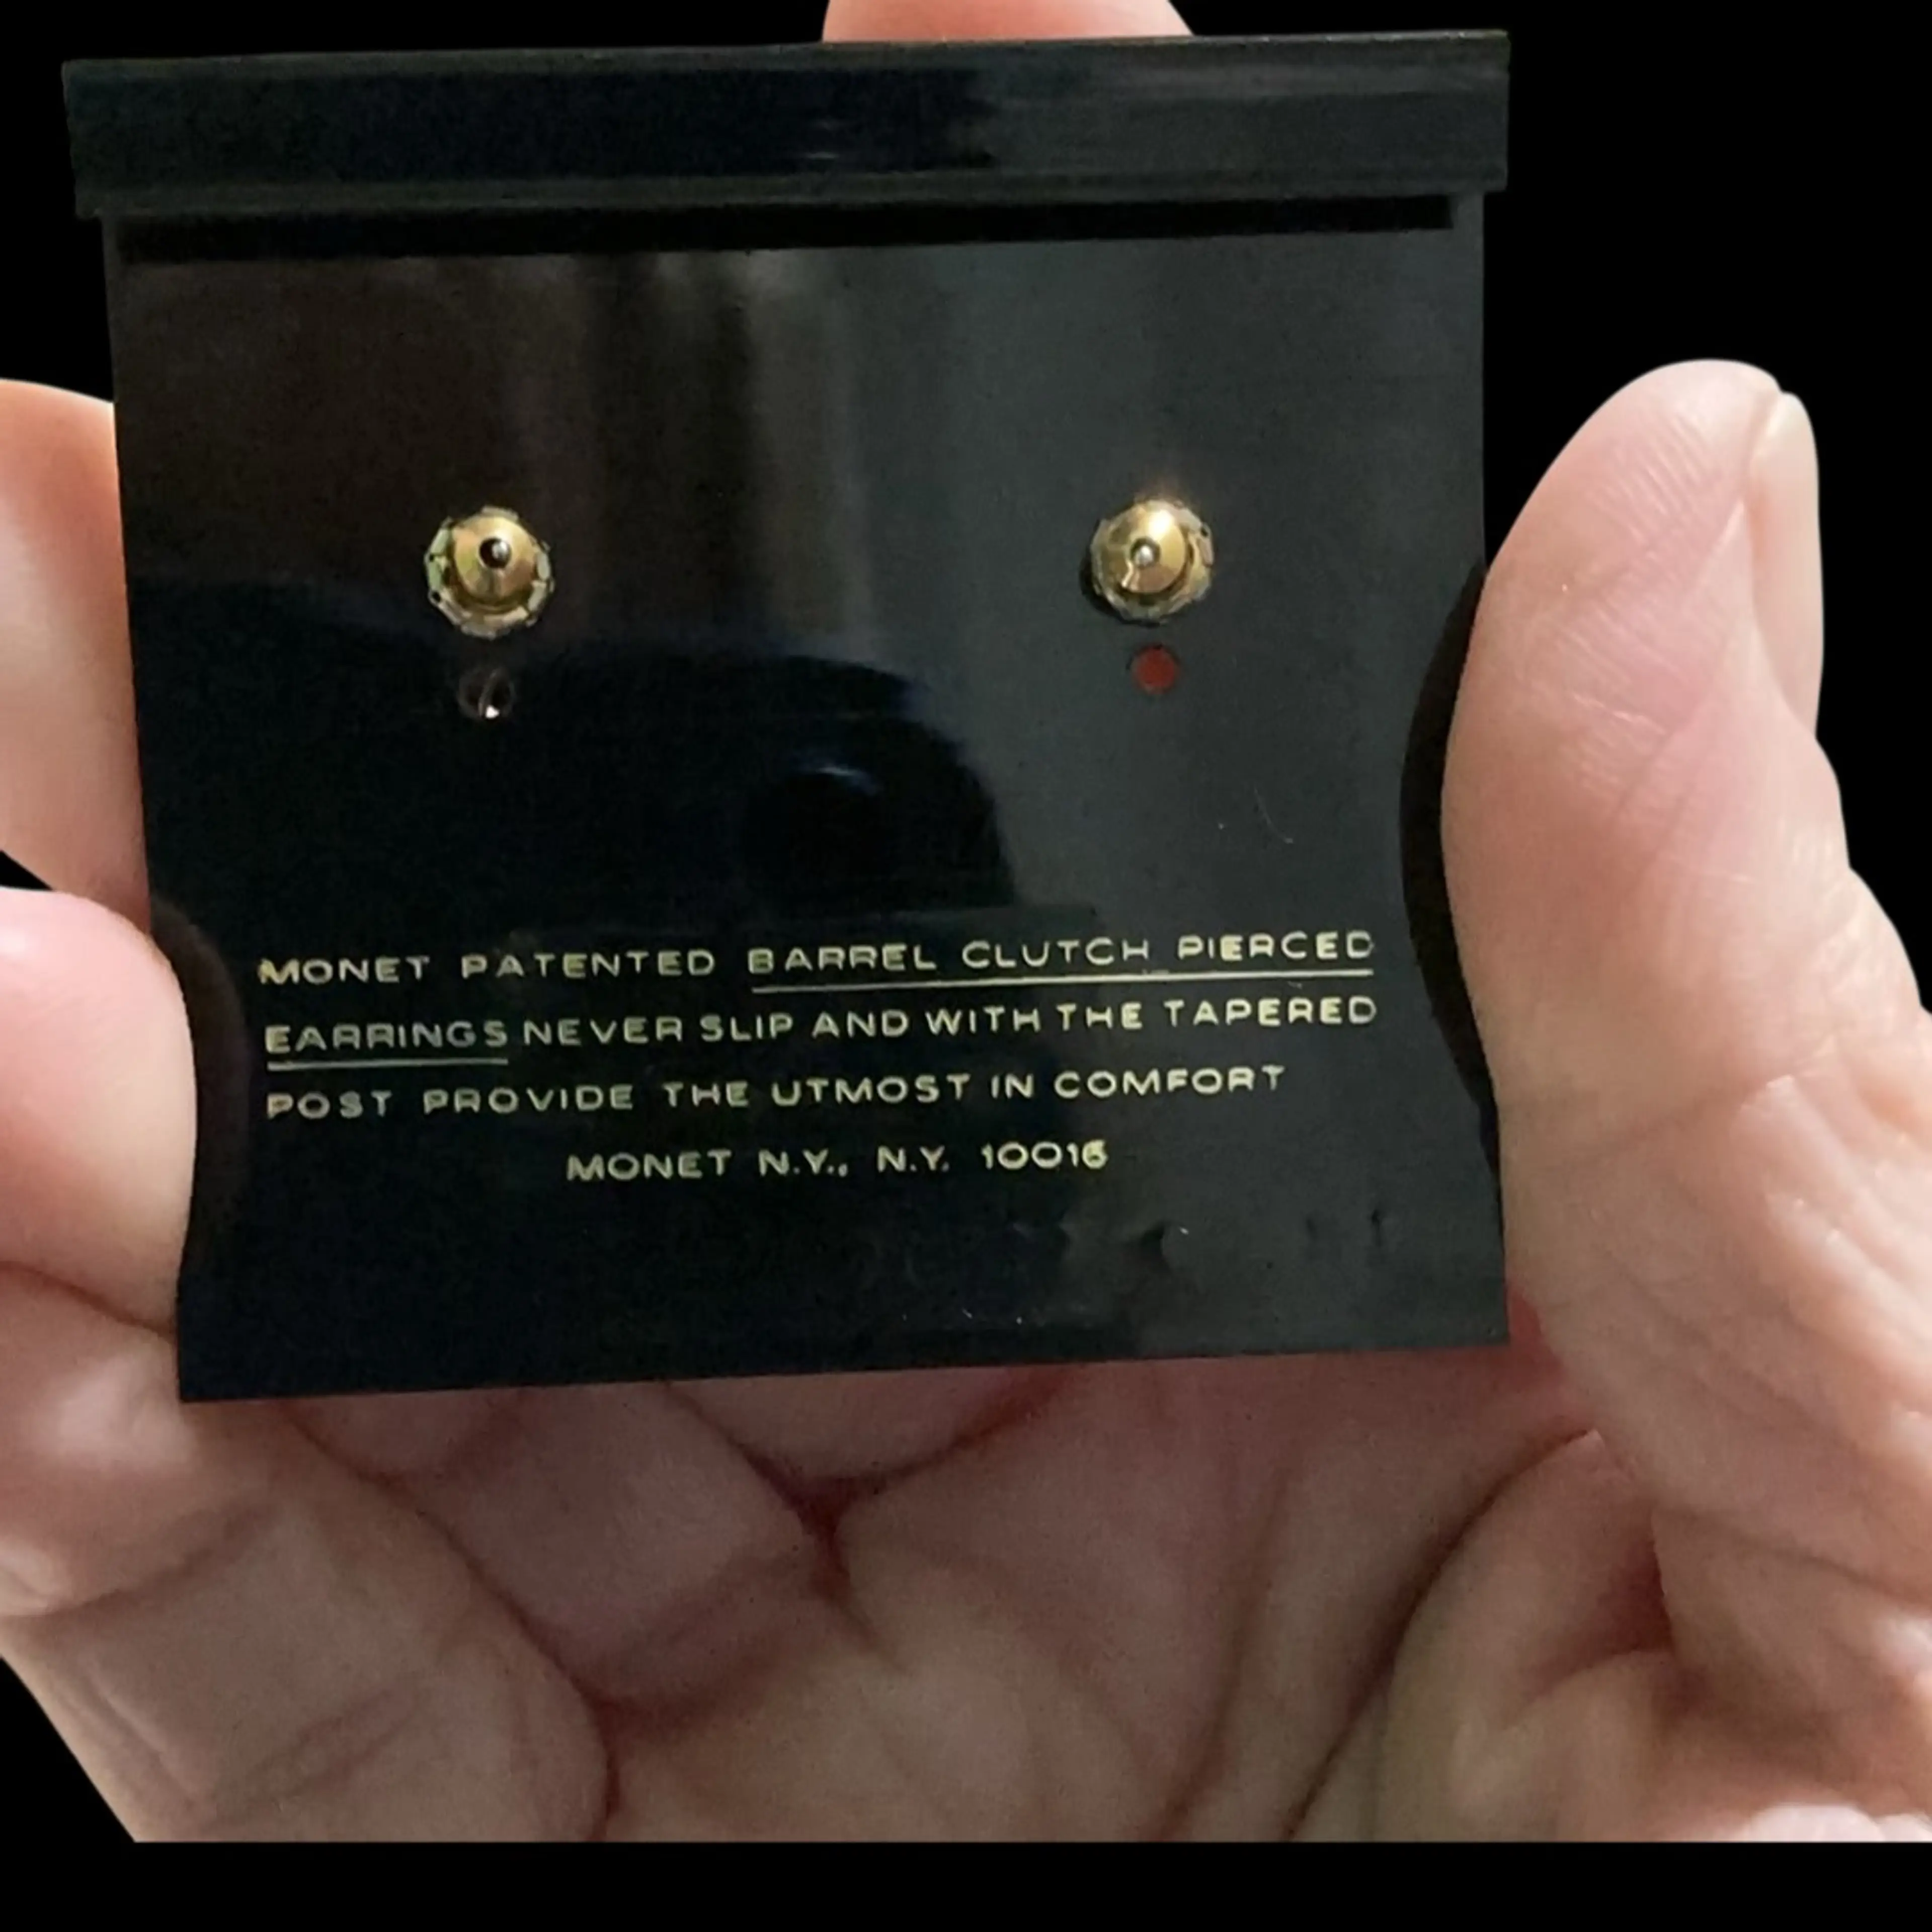 MONET PATENTED BARREL CLUTCH PIERCED
EARRINGS NEVER SLIP AND WITH THE TAPERED
POST PROVIDE THE UTMOST IN COMFORT
MONET N.Y., N.Y. 10016